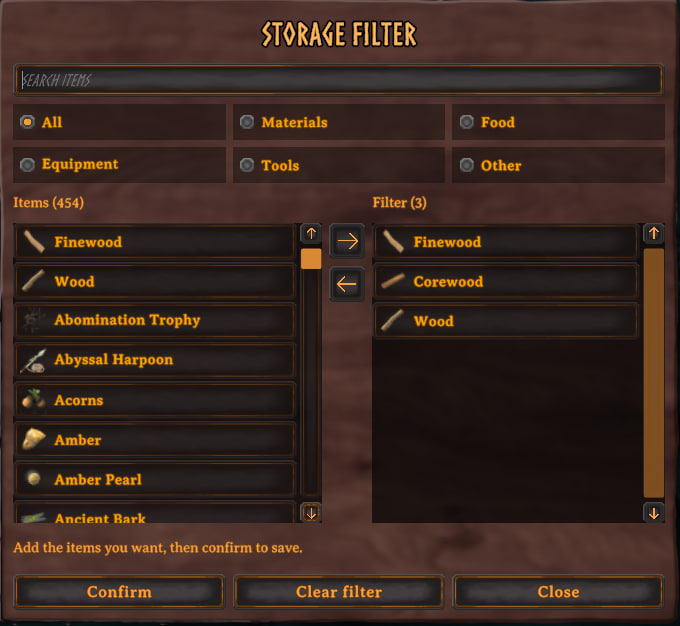 STORAGE FILTER
SEARCH ITEMS
All
Materials
Food
Equipment
Tools
Other
Items (454)
Filter (3)
Finewood
Wood
Abomination Trophy
Abyssal Harpoon
Acorns
Amber
Amber Pearl
Ancient Bark
Finewood
Corewood
Wood
Add the items you want, then confirm to save.
Confirm
Clear filter
Close